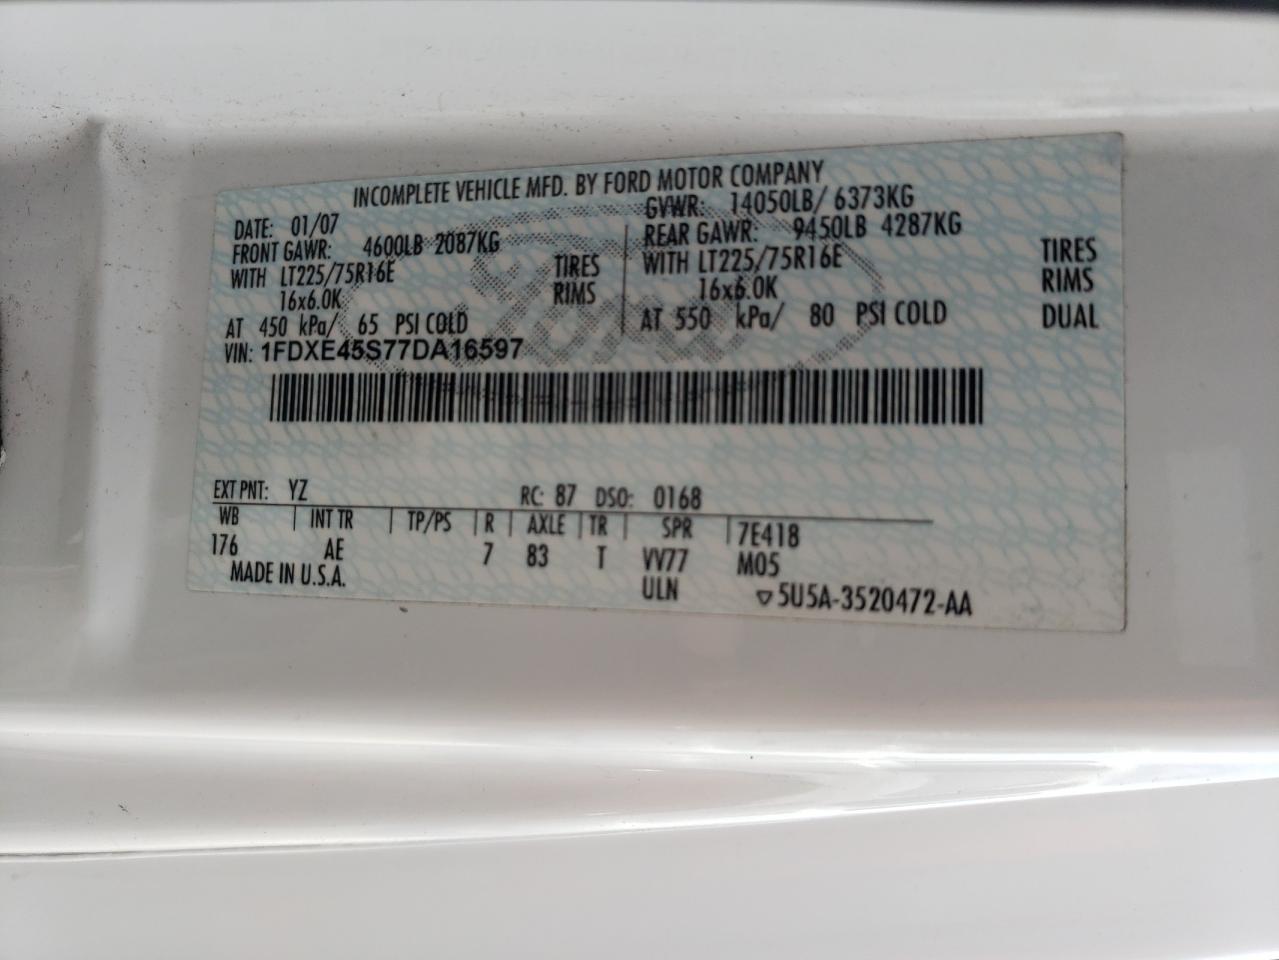 INCOMPLETE VEHICLE MFD. BY FORD MOTOR COMPANY
DATE: 01/07 GVWR: 14050LB/ 6373KG
FRONT GAWR: 4600LB 2087KG REAR GAWR: 9450LB 4287KG
WITH LT225/75R16E TIRES WITH LT225/75R16E TIRES
16x6.0K RIMS 16x6.0K RIMS
AT 450 kPa/ 65 PSI COLD AT 550 kPa/ 80 PSI COLD DUAL
VIN: 1FDXE45S77DA16597
EXT PNT: YZ RC: 87 DSO: 0168
WB | INT TR | TP/PS | R | AXLE | TR | SPR | 7E418
176 AE 7 83 T VV77 M05
MADE IN U.S.A. ULN ▽5U5A-3520472-AA